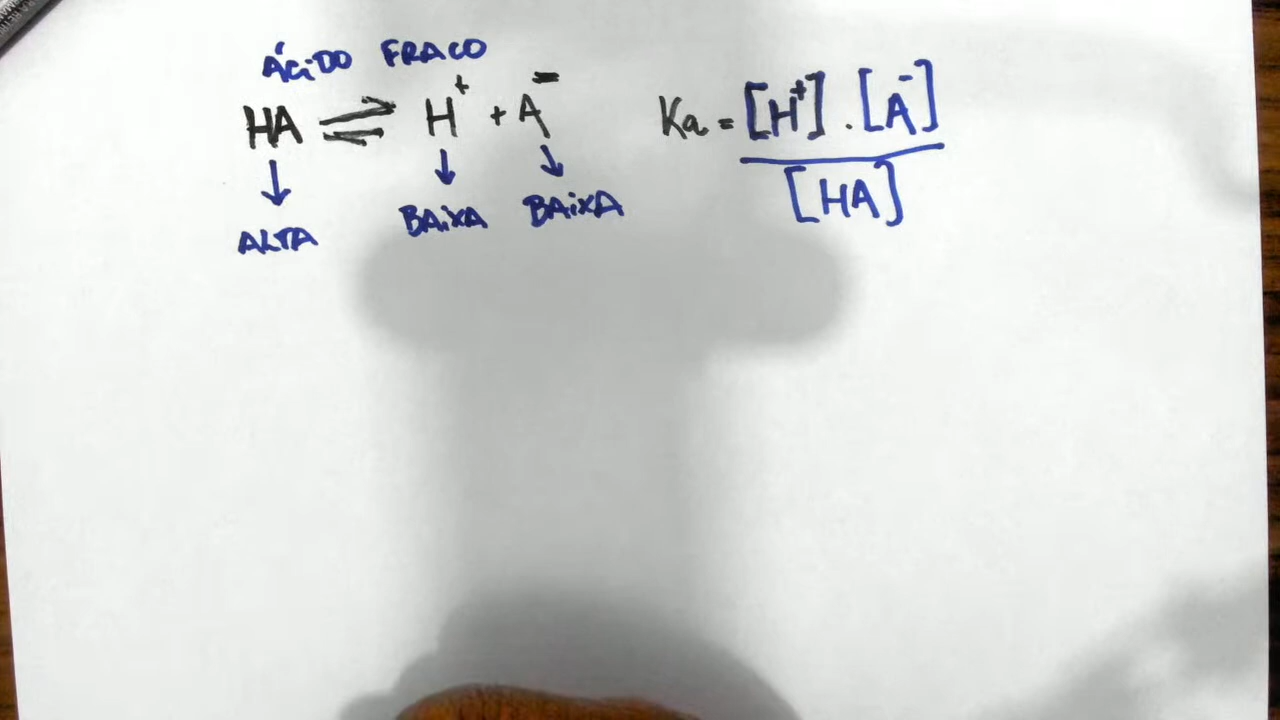 ÁCIDO FRACO
HA ⇌ H⁺ + A⁻
↓ ↓ ↓
ALTA BAIXA BAIXA
Ka = [H⁺] . [A⁻]
[HA]